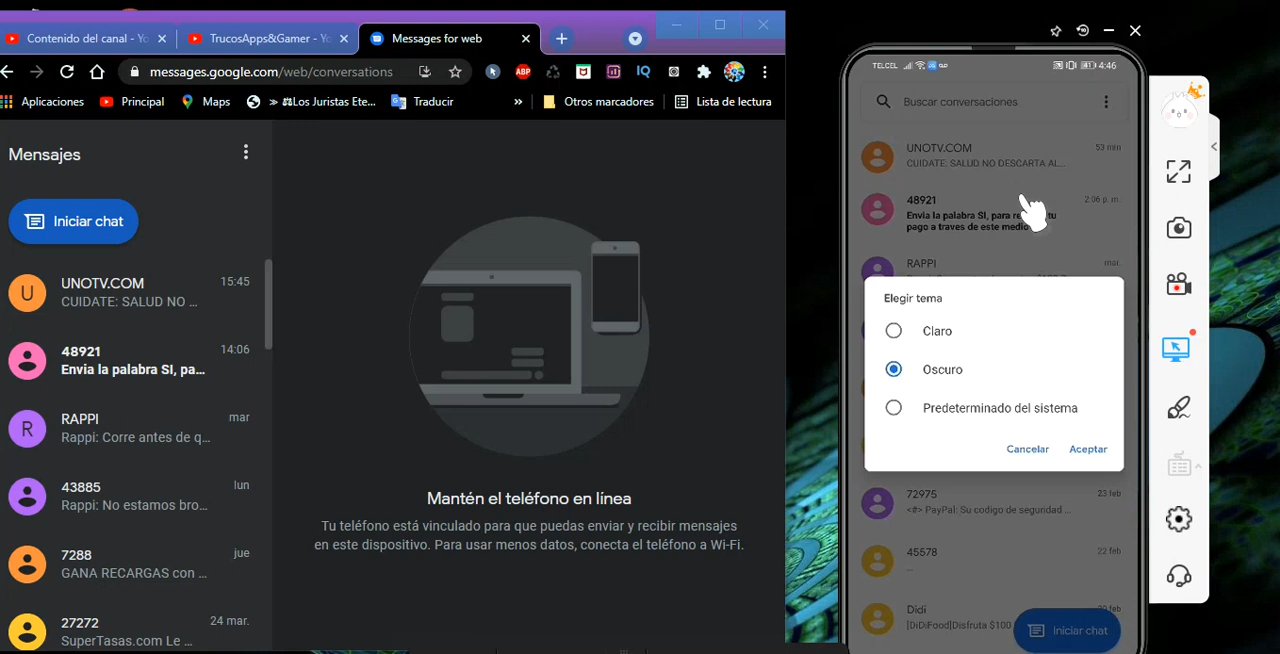 Contenido del canal - Yo
TrucosApps&Gamer - Yo
Messages for web
messages.google.com/web/conversations
ABP
IQ
Aplicaciones
Principal
Maps
» ⚖Los Juristas Ete...
Traducir
»
Otros marcadores
Lista de lectura
Mensajes
Iniciar chat
U
UNOTV.COM
15:45
CUIDATE: SALUD NO ...
48921
14:06
Envia la palabra SI, pa...
R
RAPPI
mar
Rappi: Corre antes de q...
43885
lun
Rappi: No estamos bro...
7288
jue
GANA RECARGAS con ...
27272
24 mar.
SuperTasas.com Le ...
Mantén el teléfono en línea
Tu teléfono está vinculado para que puedas enviar y recibir mensajes
en este dispositivo. Para usar menos datos, conecta el teléfono a Wi-Fi.
TELCEL
4:46
Buscar conversaciones
UNOTV.COM
53 min
CUIDATE: SALUD NO DESCARTA AL...
48921
2:06 p. m.
Envia la palabra SI, para tu
pago a traves de este medio
RAPPI
mar.
Elegir tema
Claro
Oscuro
Predeterminado del sistema
Cancelar
Aceptar
72975
23 feb
<#> PayPal: Su codigo de seguridad ...
45578
22 feb
...
Didi
20 feb
|DiDiFood|Disfruta $100
Iniciar chat